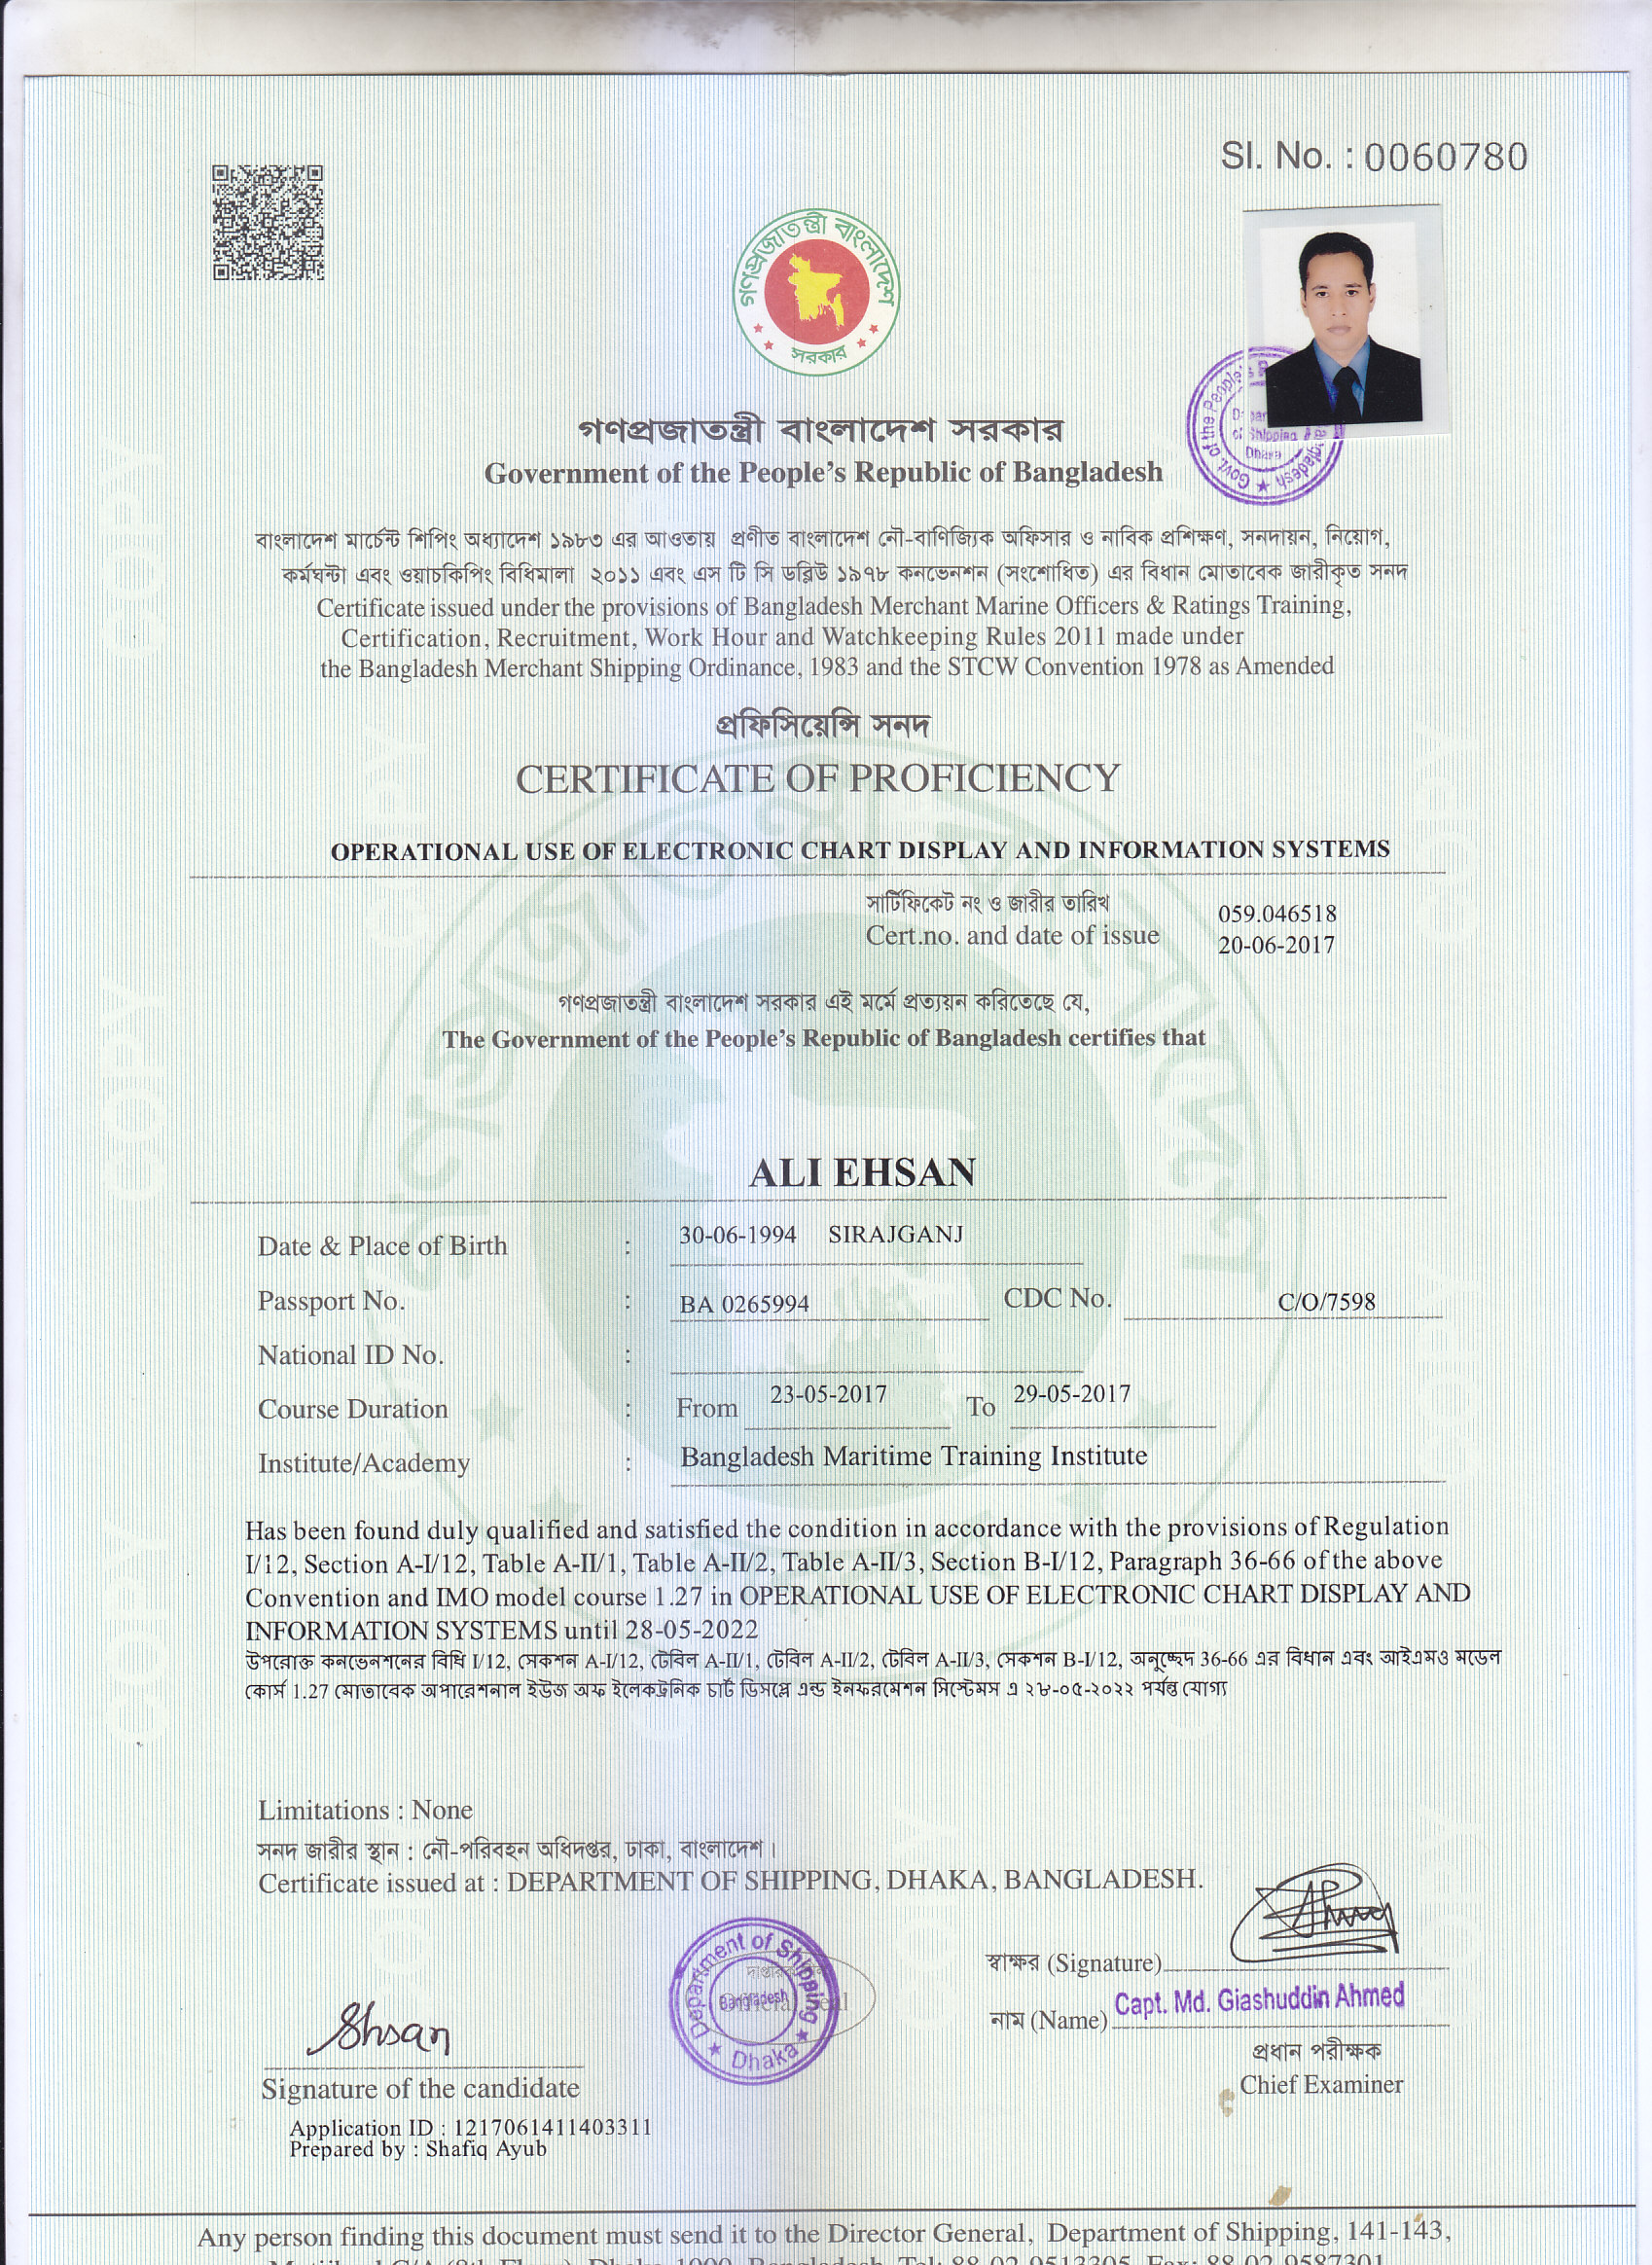 Sl. No. : 0060780
গণপ্রজাতন্ত্রী বাংলাদেশ
সরকার
গণপ্রজাতন্ত্রী বাংলাদেশ সরকার
Government of the People's Republic of Bangladesh
বাংলাদেশ মার্চেন্ট শিপিং অধ্যাদেশ ১৯৮৩ এর আওতায় প্রণীত বাংলাদেশ নৌ-বাণিজ্যিক অফিসার ও নাবিক প্রশিক্ষণ, সনদায়ন, নিয়োগ,
কর্মঘন্টা এবং ওয়াচকিপিং বিধিমালা ২০১১ এবং এস টি সি ডব্লিউ ১৯৭৮ কনভেনশন (সংশোধিত) এর বিধান মোতাবেক জারীকৃত সনদ
Certificate issued under the provisions of Bangladesh Merchant Marine Officers & Ratings Training,
Certification, Recruitment, Work Hour and Watchkeeping Rules 2011 made under
the Bangladesh Merchant Shipping Ordinance, 1983 and the STCW Convention 1978 as Amended
প্রফিসিয়েন্সি সনদ
CERTIFICATE OF PROFICIENCY
OPERATIONAL USE OF ELECTRONIC CHART DISPLAY AND INFORMATION SYSTEMS
সার্টিফিকেট নং ও জারীর তারিখ 059.046518
Cert.no. and date of issue 20-06-2017
গণপ্রজাতন্ত্রী বাংলাদেশ সরকার এই মর্মে প্রত্যয়ন করিতেছে যে,
The Government of the People's Republic of Bangladesh certifies that
ALI EHSAN
Date & Place of Birth : 30-06-1994 SIRAJGANJ
Passport No. : BA 0265994 CDC No. C/O/7598
National ID No. :
Course Duration : From 23-05-2017 To 29-05-2017
Institute/Academy : Bangladesh Maritime Training Institute
Has been found duly qualified and satisfied the condition in accordance with the provisions of Regulation
I/12, Section A-I/12, Table A-II/1, Table A-II/2, Table A-II/3, Section B-I/12, Paragraph 36-66 of the above
Convention and IMO model course 1.27 in OPERATIONAL USE OF ELECTRONIC CHART DISPLAY AND
INFORMATION SYSTEMS until 28-05-2022
উপরোক্ত কনভেনশনের বিধি I/12, সেকশন A-I/12, টেবিল A-II/1, টেবিল A-II/2, টেবিল A-II/3, সেকশন B-I/12, অনুচ্ছেদ 36-66 এর বিধান এবং আইএমও মডেল
কোর্স 1.27 মোতাবেক অপারেশনাল ইউজ অফ ইলেকট্রনিক চার্ট ডিসপ্লে এন্ড ইনফরমেশন সিস্টেমস এ ২৮-০৫-২০২২ পর্যন্ত যোগ্য
Limitations : None
সনদ জারীর স্থান : নৌ-পরিবহন অধিদপ্তর, ঢাকা, বাংলাদেশ।
Certificate issued at : DEPARTMENT OF SHIPPING, DHAKA, BANGLADESH.
Department of Shipping
Bangladesh
Dhaka
স্বাক্ষর (Signature)
নাম (Name) Capt. Md. Giashuddin Ahmed
প্রধান পরীক্ষক
Chief Examiner
Ehsan
Signature of the candidate
Application ID : 1217061411403311
Prepared by : Shafiq Ayub
Any person finding this document must send it to the Director General, Department of Shipping, 141-143,